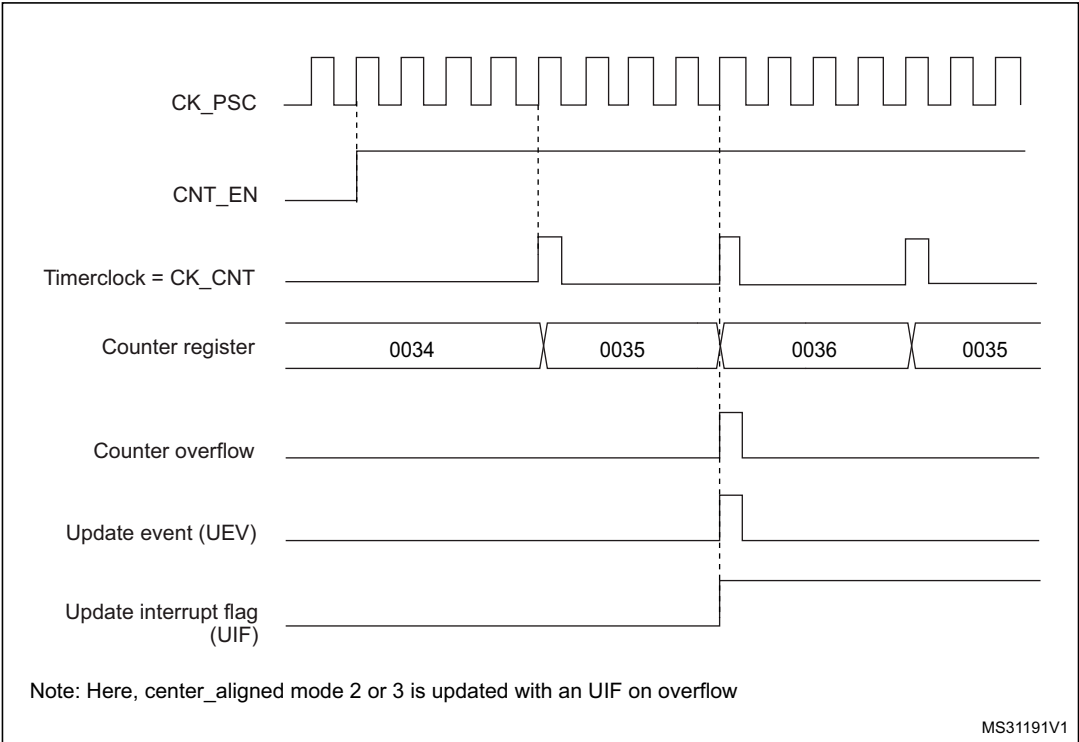 CK_PSC
CNT_EN
Timerclock = CK_CNT
Counter register 0034 0035 0036 0035
Counter overflow
Update event (UEV)
Update interrupt flag
(UIF)
Note: Here, center_aligned mode 2 or 3 is updated with an UIF on overflow
MS31191V1